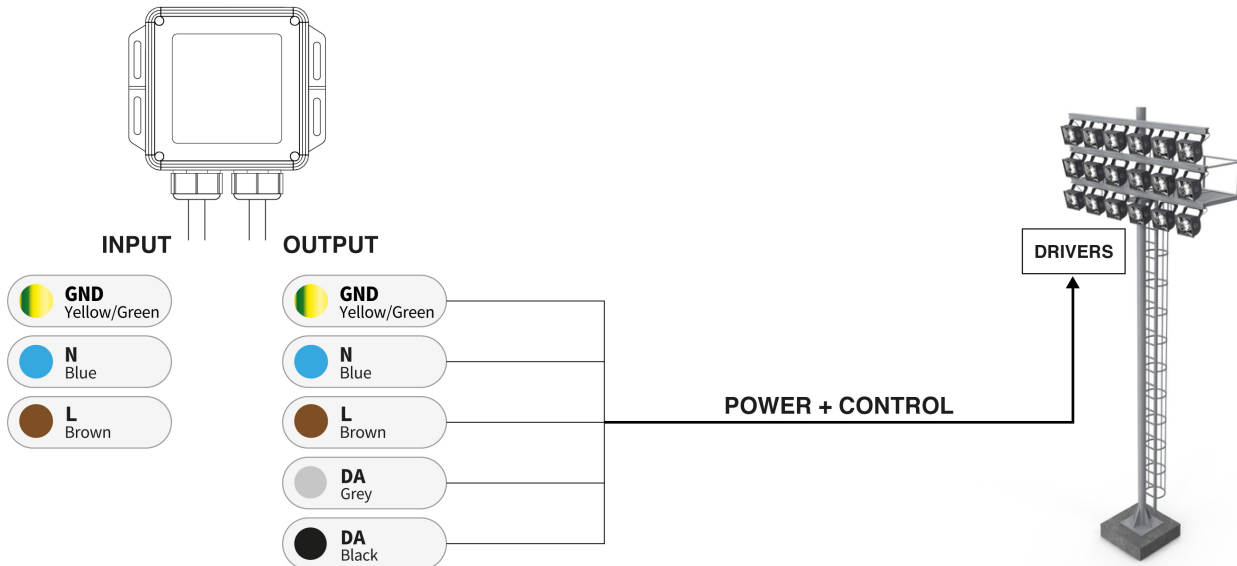 INPUT
GND
Yellow/Green
N
Blue
L
Brown
OUTPUT
GND
Yellow/Green
N
Blue
L
Brown
DA
Grey
DA
Black
POWER + CONTROL
DRIVERS